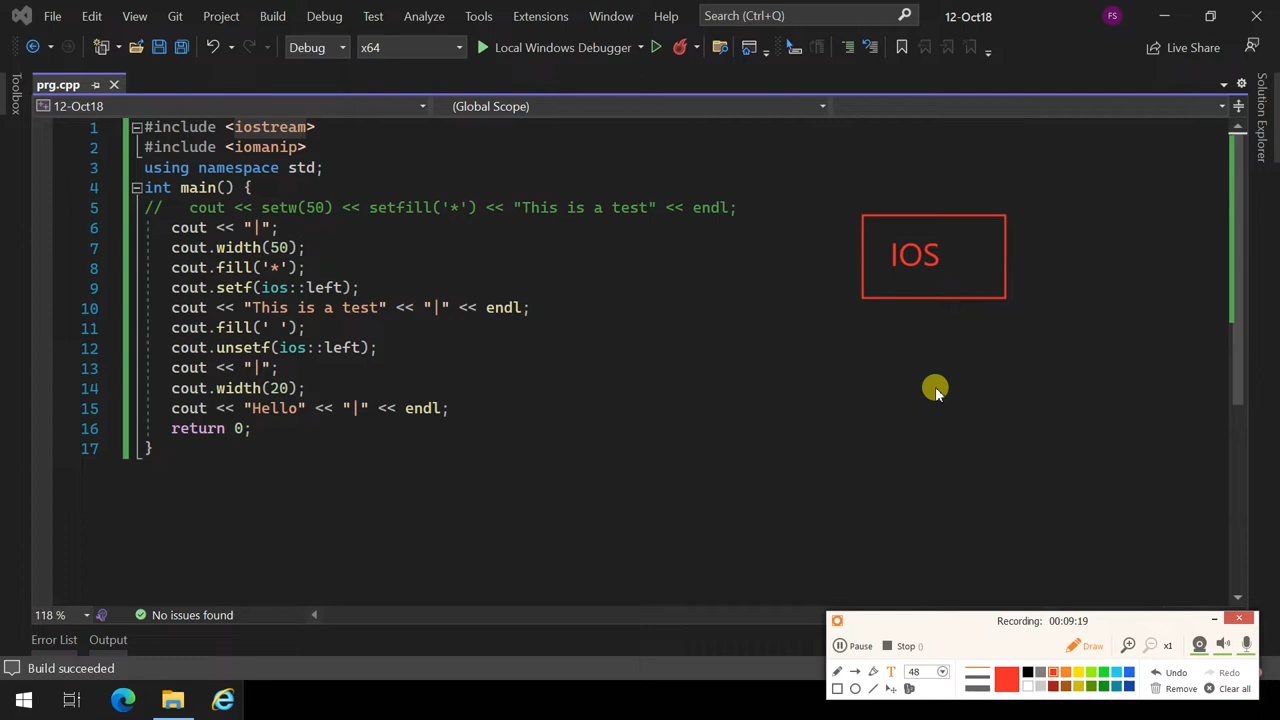 File Edit View Git Project Build Debug Test Analyze Tools Extensions Window Help Search (Ctrl+Q) 12-Oct18 FS
Debug x64 Local Windows Debugger Live Share
Toolbox
prg.cpp
Solution Explorer
12-Oct18 (Global Scope)
1 #include <iostream>
2 #include <iomanip>
3 using namespace std;
4 int main() {
5 // cout << setw(50) << setfill('*') << "This is a test" << endl;
6 cout << "|";
7 cout.width(50);
8 cout.fill('*');
9 cout.setf(ios::left);
10 cout << "This is a test" << "|" << endl;
11 cout.fill(' ');
12 cout.unsetf(ios::left);
13 cout << "|";
14 cout.width(20);
15 cout << "Hello" << "|" << endl;
16 return 0;
17 }
IOS
118 % No issues found
Error List Output
Build succeeded
Recording: 00:09:19
Pause Stop () Draw x1
T 48 Undo Redo
Remove Clear all